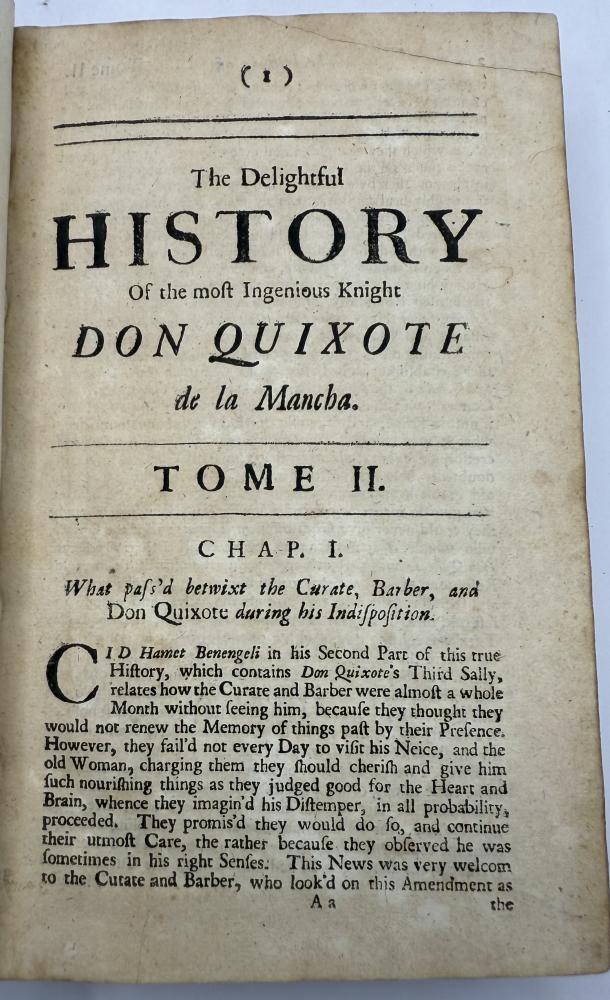 ( 1 )
The Delightful
HISTORY
Of the moſt Ingenious Knight
DON QUIXOTE
de la Mancha.
TOME II.
CHAP. I.
What paſs'd betwixt the Curate, Barber, and
Don Quixote during his Indiſpoſition.
CID Hamet Benengeli in his Second Part of this true
Hiſtory, which contains Don Quixote's Third Sally,
relates how the Curate and Barber were almoſt a whole
Month without ſeeing him, becauſe they thought they
would not renew the Memory of things paſt by their Preſence.
However, they fail'd not every Day to viſit his Neice, and the
old Woman, charging them they ſhould cheriſh and give him
ſuch nouriſhing things as they judged good for the Heart and
Brain, whence they imagin'd his Diſtemper, in all probability,
proceeded. They promis'd they would do ſo, and continue
their utmoſt Care, the rather becauſe they obſerved he was
ſometimes in his right Senſes. This News was very welcom
to the Curate and Barber, who look'd on this Amendment as
A a
the